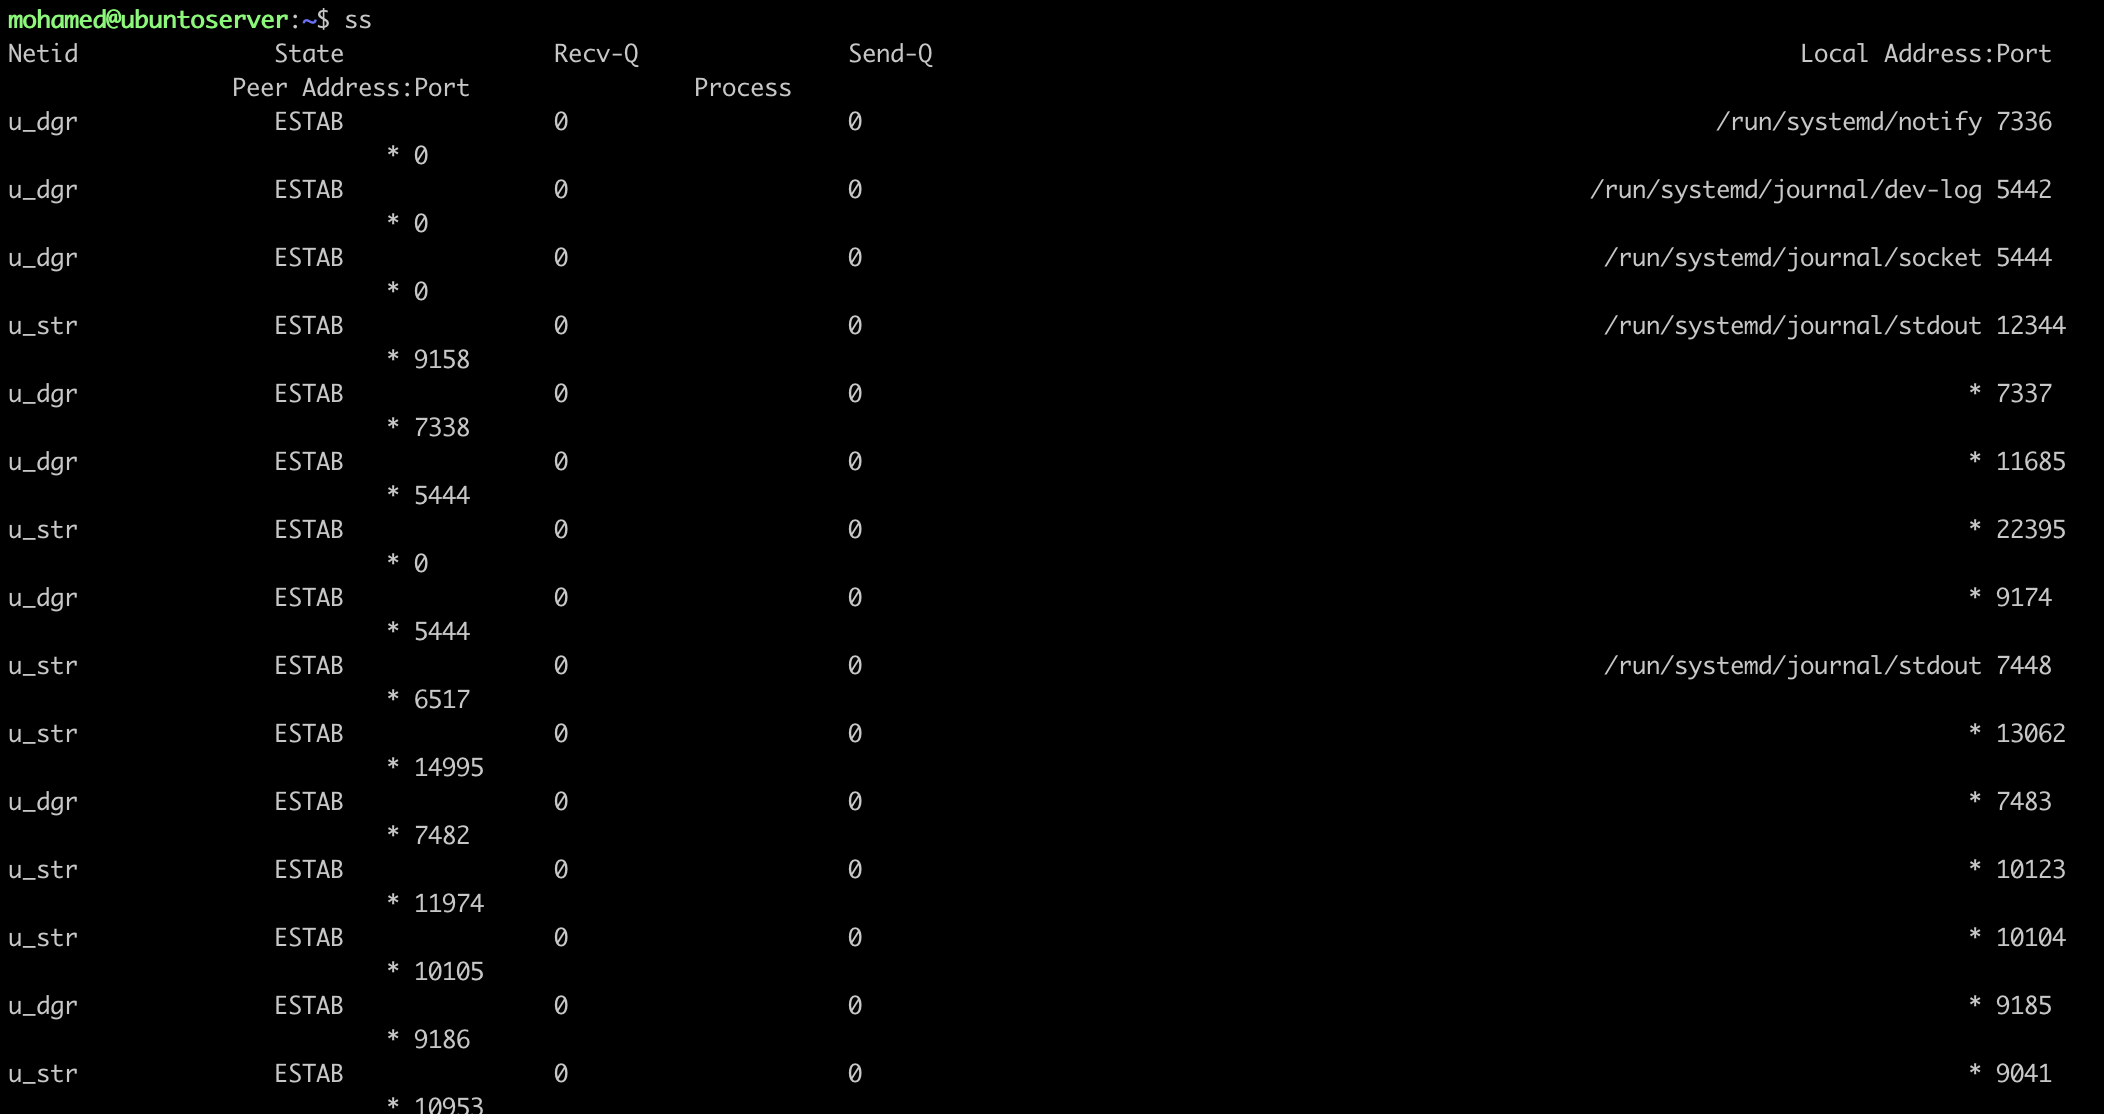 mohamed@ubuntoserver:~$ ss
Netid State Recv-Q Send-Q Local Address:Port
Peer Address:Port Process
u_dgr ESTAB 0 0 /run/systemd/notify 7336
* 0
u_dgr ESTAB 0 0 /run/systemd/journal/dev-log 5442
* 0
u_dgr ESTAB 0 0 /run/systemd/journal/socket 5444
* 0
u_str ESTAB 0 0 /run/systemd/journal/stdout 12344
* 9158
u_dgr ESTAB 0 0 * 7337
* 7338
u_dgr ESTAB 0 0 * 11685
* 5444
u_str ESTAB 0 0 * 22395
* 0
u_dgr ESTAB 0 0 * 9174
* 5444
u_str ESTAB 0 0 /run/systemd/journal/stdout 7448
* 6517
u_str ESTAB 0 0 * 13062
* 14995
u_dgr ESTAB 0 0 * 7483
* 7482
u_str ESTAB 0 0 * 10123
* 11974
u_str ESTAB 0 0 * 10104
* 10105
u_dgr ESTAB 0 0 * 9185
* 9186
u_str ESTAB 0 0 * 9041
* 10953